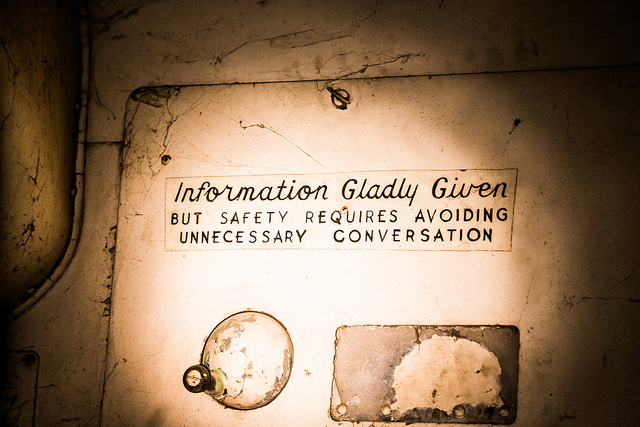 Information Gladly Given
BUT SAFETY REQUIRES AVOIDING
UNNECESSARY CONVERSATION